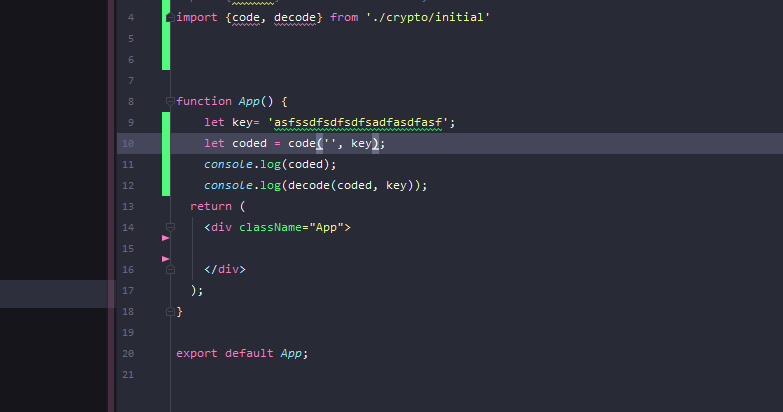 4 import {code, decode} from './crypto/initial'
5
6
7
8 function App() {
9 let key= 'asfssdfsdfsdfsadfasdfasf';
10 let coded = code('', key);
11 console.log(coded);
12 console.log(decode(coded, key));
13 return (
14 <div className="App">
15
16 </div>
17 );
18 }
19
20 export default App;
21